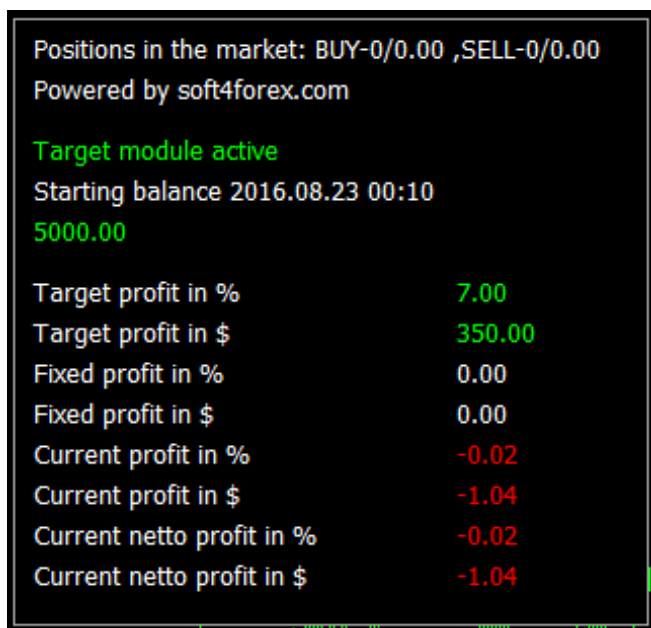 Positions in the market: BUY-0/0.00 ,SELL-0/0.00
Powered by soft4forex.com
Target module active
Starting balance 2016.08.23 00:10
5000.00
Target profit in % 7.00
Target profit in $ 350.00
Fixed profit in % 0.00
Fixed profit in $ 0.00
Current profit in % -0.02
Current profit in $ -1.04
Current netto profit in % -0.02
Current netto profit in $ -1.04